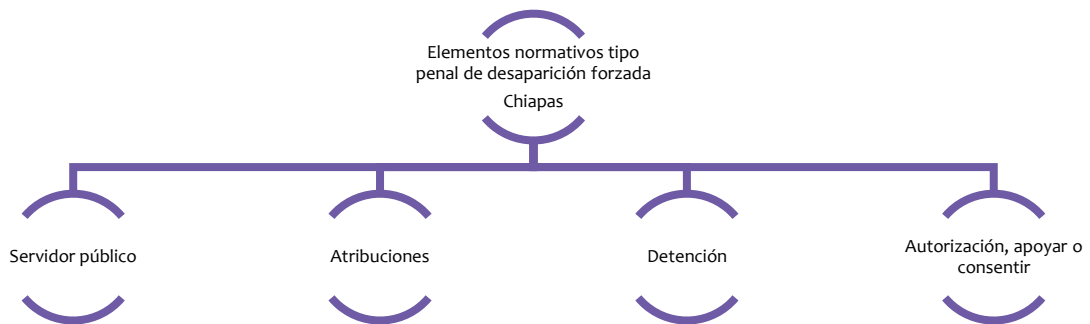 Elementos normativos tipo
penal de desaparición forzada
Chiapas
Servidor público
Atribuciones
Detención
Autorización, apoyar o
consentir